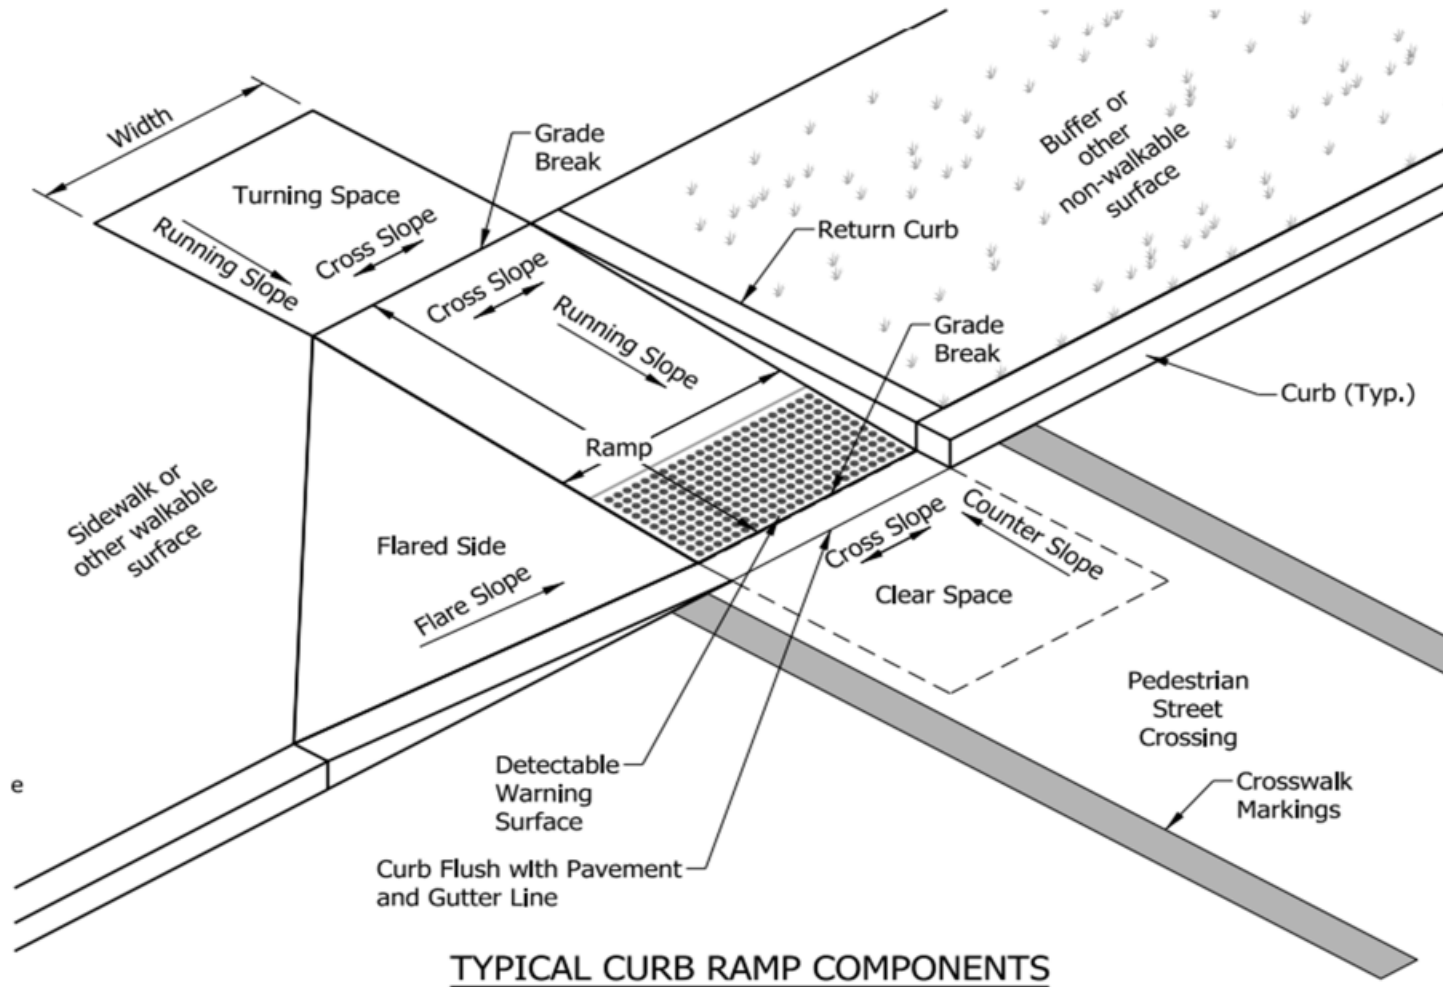 Width
Turning Space
Running Slope
Cross Slope
Grade
Break
Buffer or
other
non-walkable
surface
Return Curb
Cross Slope
Running Slope
Grade
Break
Curb (Typ.)
Ramp
Sidewalk or
other walkable
surface
Flared Side
Flare Slope
Cross Slope
Counter Slope
Clear Space
Pedestrian
Street
Crossing
Detectable
Warning
Surface
Crosswalk
Markings
e
Curb Flush with Pavement
and Gutter Line
TYPICAL CURB RAMP COMPONENTS